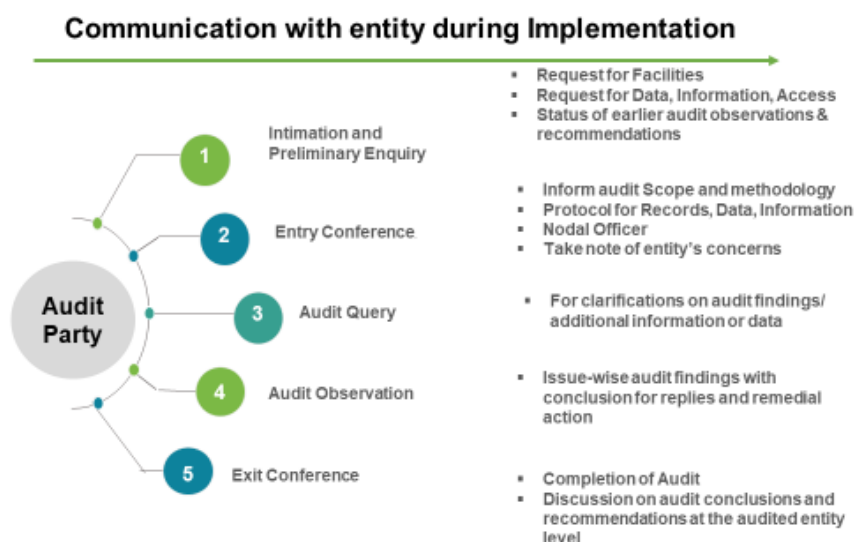 Communication with entity during Implementation
Audit
Party
1
Intimation and
Preliminary Enquiry
▪ Request for Facilities
▪ Request for Data, Information, Access
▪ Status of earlier audit observations &
recommendations
2
Entry Conference
▪ Inform audit Scope and methodology
▪ Protocol for Records, Data, Information
▪ Nodal Officer
▪ Take note of entity's concerns
3
Audit Query
▪ For clarifications on audit findings/
additional information or data
4
Audit Observation
▪ Issue-wise audit findings with
conclusion for replies and remedial
action
5
Exit Conference
▪ Completion of Audit
▪ Discussion on audit conclusions and
recommendations at the audited entity
level